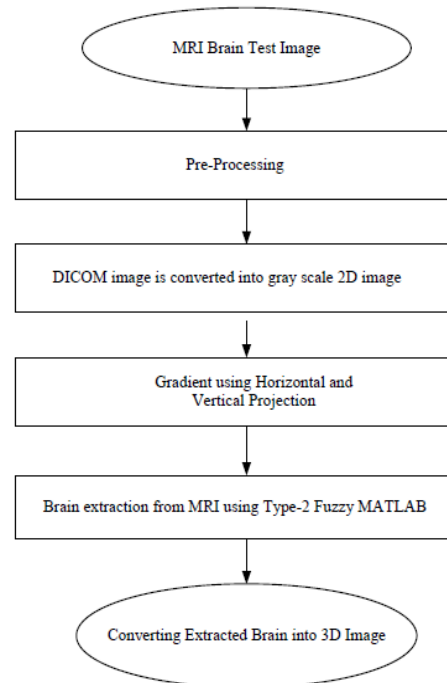 MRI Brain Test Image
Pre-Processing
DICOM image is converted into gray scale 2D image
Gradient using Horizontal and
Vertical Projection
Brain extraction from MRI using Type-2 Fuzzy MATLAB
Converting Extracted Brain into 3D Image